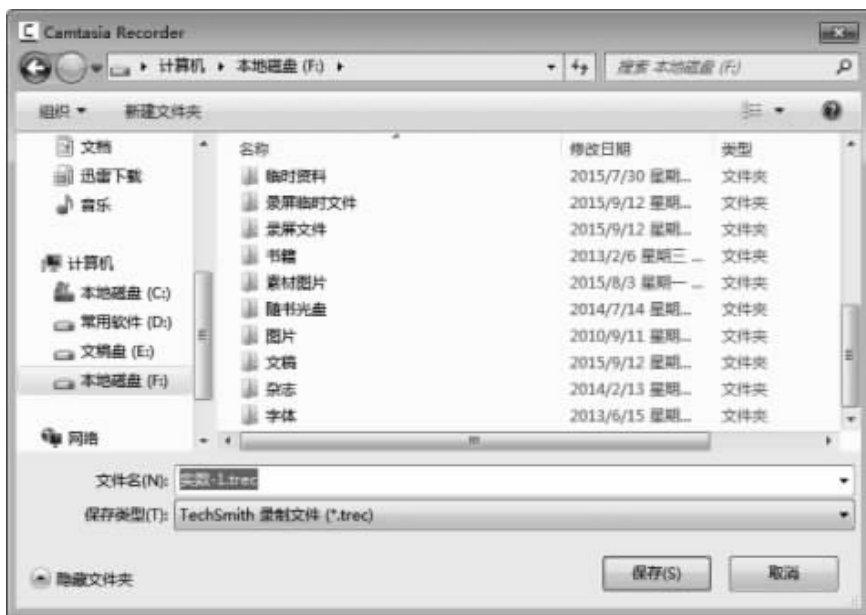 Camtasia Recorder
计算机 本地磁盘 (F:)
搜索 本地磁盘 (F:)
组织 新建文件夹
文档
迅雷下载
音乐
计算机
本地磁盘 (C:)
常用软件 (D:)
文稿盘 (E:)
本地磁盘 (F:)
网络
名称 修改日期 类型
临时资料 2015/7/30 星期... 文件夹
录屏临时文件 2015/9/12 星期... 文件夹
录屏文件 2015/9/12 星期... 文件夹
书籍 2013/2/6 星期三 ... 文件夹
素材图片 2015/8/3 星期一 ... 文件夹
随书光盘 2014/7/14 星期... 文件夹
图片 2010/9/11 星期... 文件夹
文稿 2015/9/12 星期... 文件夹
杂志 2014/2/13 星期... 文件夹
字体 2013/6/15 星期... 文件夹
文件名(N): 实数-1.trec
保存类型(T): TechSmith 录制文件 (*.trec)
隐藏文件夹 保存(S) 取消